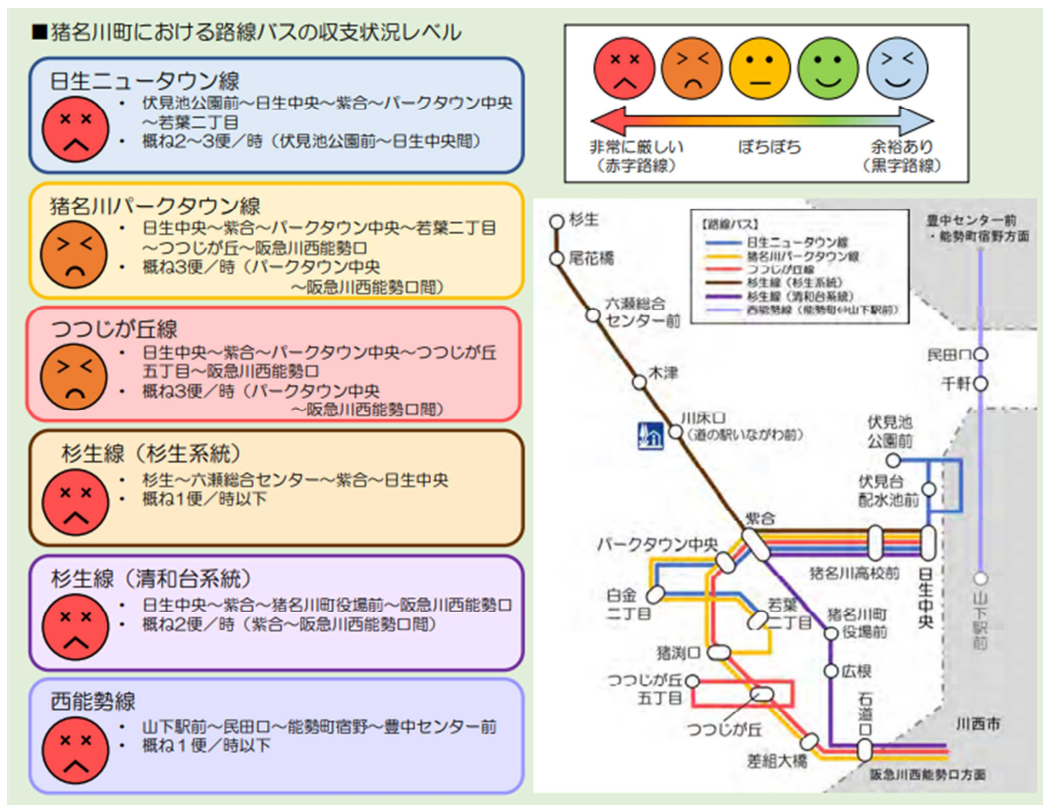 ■猪名川町における路線バスの収支状況レベル
日生ニュータウン線
• 伏見池公園前～日生中央～紫合～パークタウン中央
～若葉二丁目
• 概ね2～3便／時（伏見池公園前～日生中央間）
猪名川パークタウン線
• 日生中央～紫合～パークタウン中央～若葉二丁目
～つつじが丘～阪急川西能勢口
• 概ね3便／時（パークタウン中央
～阪急川西能勢口間）
つつじが丘線
• 日生中央～紫合～パークタウン中央～つつじが丘
五丁目～阪急川西能勢口
• 概ね3便／時（パークタウン中央
～阪急川西能勢口間）
杉生線（杉生系統）
• 杉生～六瀬総合センター～紫合～日生中央
• 概ね1便／時以下
杉生線（清和台系統）
• 日生中央～紫合～猪名川町役場前～阪急川西能勢口
• 概ね2便／時（紫合～阪急川西能勢口間）
西能勢線
• 山下駅前～民田口～能勢町宿野～豊中センター前
• 概ね１便／時以下
非常に厳しい
（赤字路線）
ぼちぼち
余裕あり
（黒字路線）
【路線バス】
日生ニュータウン線
猪名川パークタウン線
つつじが丘線
杉生線（杉生系統）
杉生線（清和台系統）
西能勢線（能勢町⇔山下駅前）
豊中センター前
・能勢町宿野方面
杉生
尾花橋
六瀬総合
センター前
木津
川床口
（道の駅いながわ前）
民田口
千軒
伏見池
公園前
伏見台
配水池前
紫合
パークタウン中央
猪名川高校前
日生中央
山下駅前
白金
二丁目
若葉
二丁目
猪名川町
役場前
猪渕口
広根
つつじが丘
五丁目
つつじが丘
石道口
差組大橋
川西市
阪急川西能勢口方面